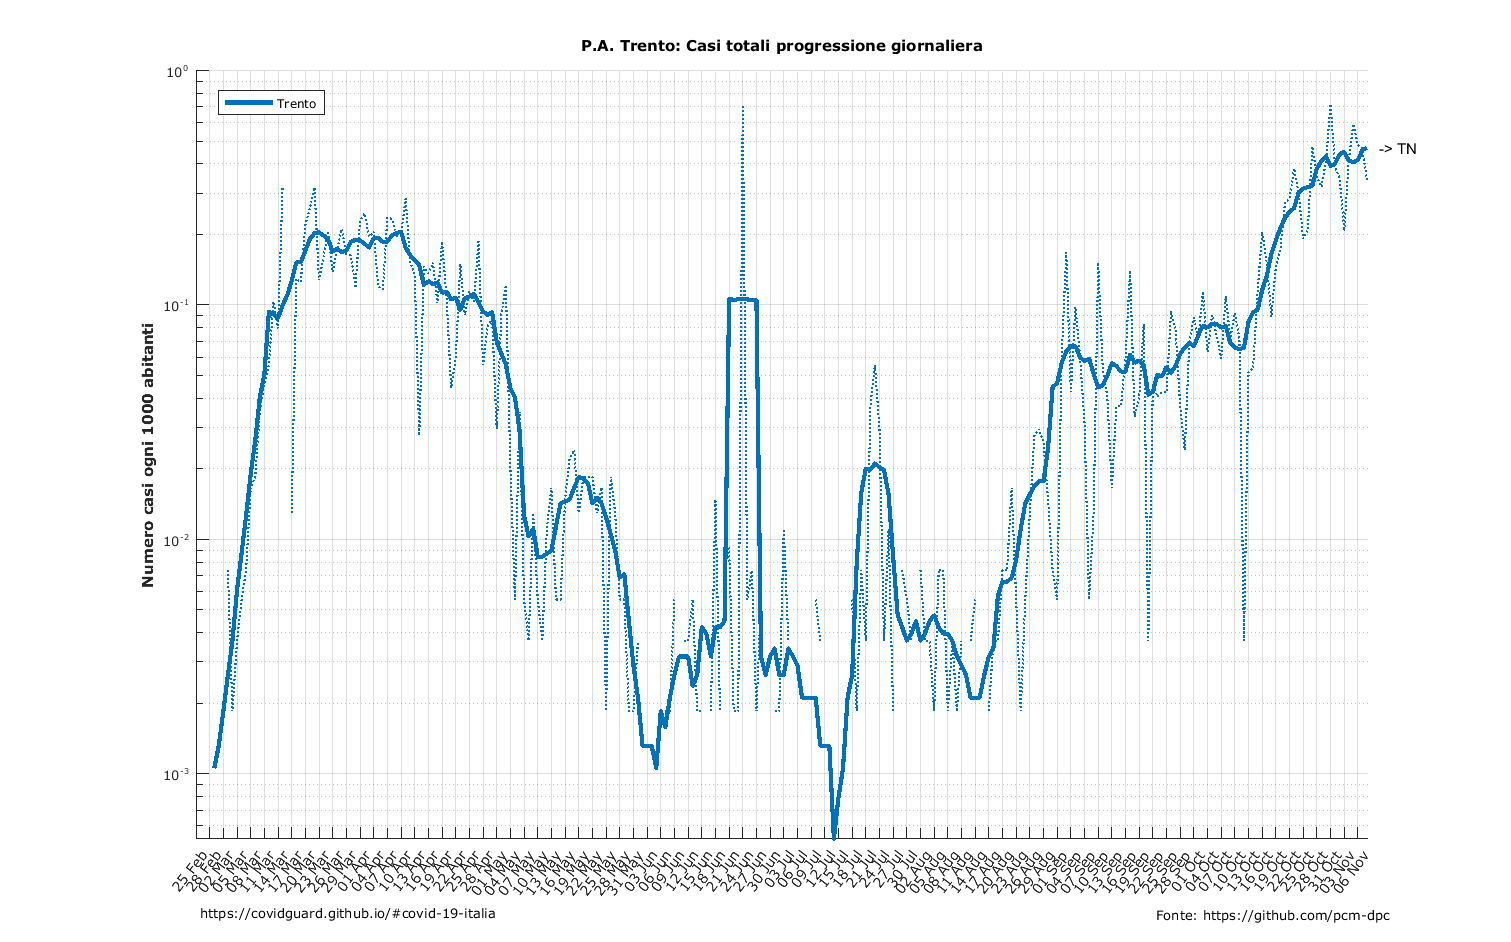 P.A. Trento: Casi totali progressione giornaliera
10⁰
Trento
-> TN
10⁻¹
Numero casi ogni 1000 abitanti
10⁻²
10⁻³
25 Feb
28 Feb
02 Mar
05 Mar
08 Mar
11 Mar
14 Mar
17 Mar
20 Mar
23 Mar
26 Mar
29 Mar
01 Apr
04 Apr
07 Apr
10 Apr
13 Apr
16 Apr
19 Apr
22 Apr
25 Apr
28 Apr
01 May
04 May
07 May
10 May
13 May
16 May
19 May
22 May
25 May
28 May
31 May
03 Jun
06 Jun
09 Jun
12 Jun
15 Jun
18 Jun
21 Jun
24 Jun
27 Jun
30 Jun
03 Jul
06 Jul
09 Jul
12 Jul
15 Jul
18 Jul
21 Jul
24 Jul
27 Jul
30 Jul
02 Aug
05 Aug
08 Aug
11 Aug
14 Aug
17 Aug
20 Aug
23 Aug
26 Aug
29 Aug
01 Sep
04 Sep
07 Sep
10 Sep
13 Sep
16 Sep
19 Sep
22 Sep
25 Sep
28 Sep
01 Oct
04 Oct
07 Oct
10 Oct
13 Oct
16 Oct
19 Oct
22 Oct
25 Oct
28 Oct
31 Oct
03 Nov
06 Nov
https://covidguard.github.io/#covid-19-italia
Fonte: https://github.com/pcm-dpc